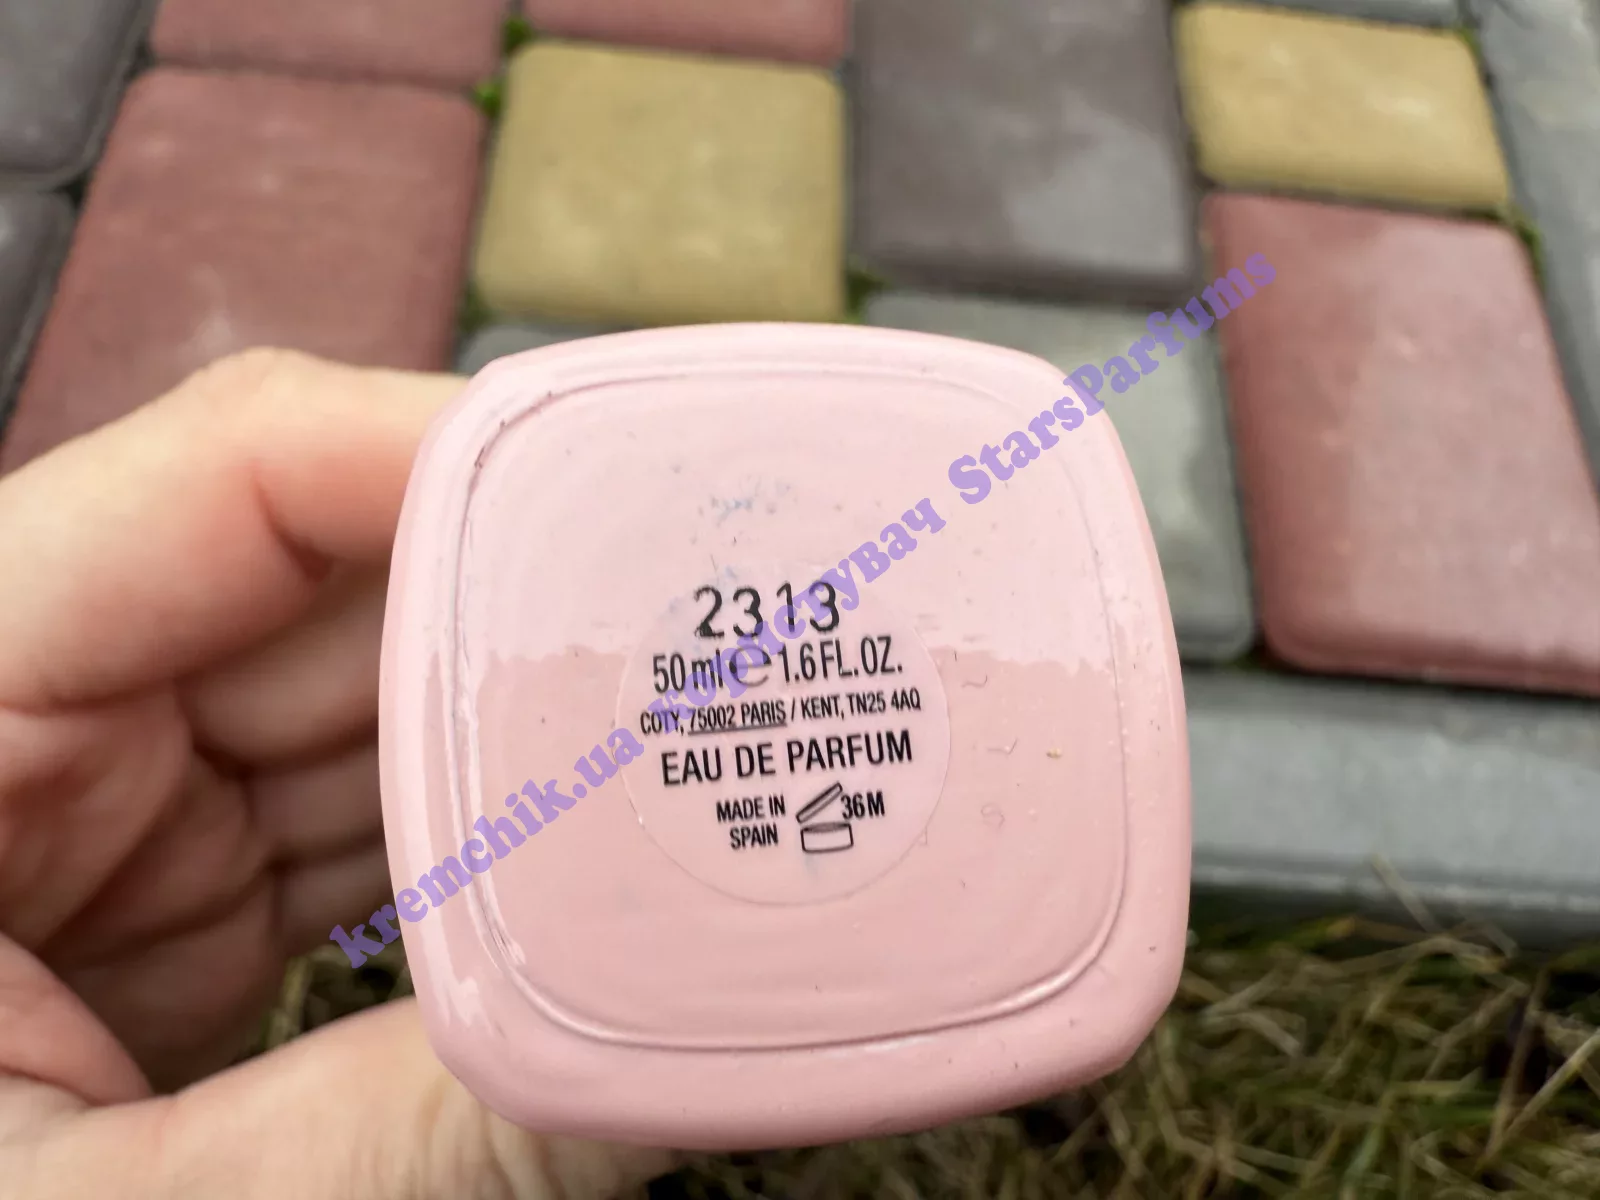 2313
50 ml e 1.6 FL. OZ.
COTY, 75002 PARIS / KENT, TN25 4AQ
EAU DE PARFUM
MADE IN
SPAIN
36M
kremchik.ua користувач StarsParfums